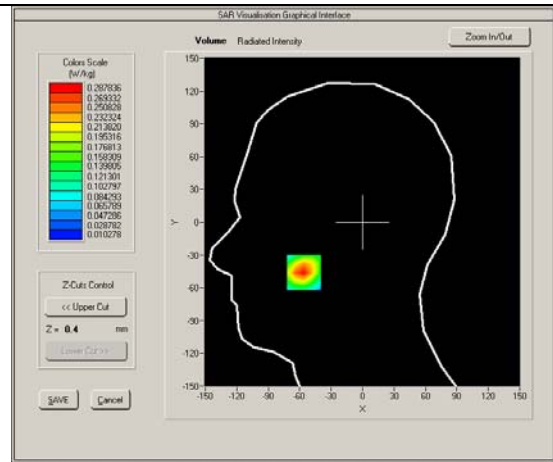 SAR Visualisation Graphical Interface
Volume Radiated Intensity
Zoom In/Out
Colors Scale
(W/kg)
0.287836
0.269332
0.250828
0.232324
0.213820
0.195316
0.176813
0.158309
0.139805
0.121301
0.102797
0.084293
0.065789
0.047286
0.028782
0.010278
Z-Cuts Control
<< Upper Cut
Z = 0.4 mm
Lower Cut >>
SAVE Cancel
150
120
90
60
30
0
-30
-60
-90
-120
-150
Y
-150 -120 -90 -60 -30 0 30 60 90 120 150
X